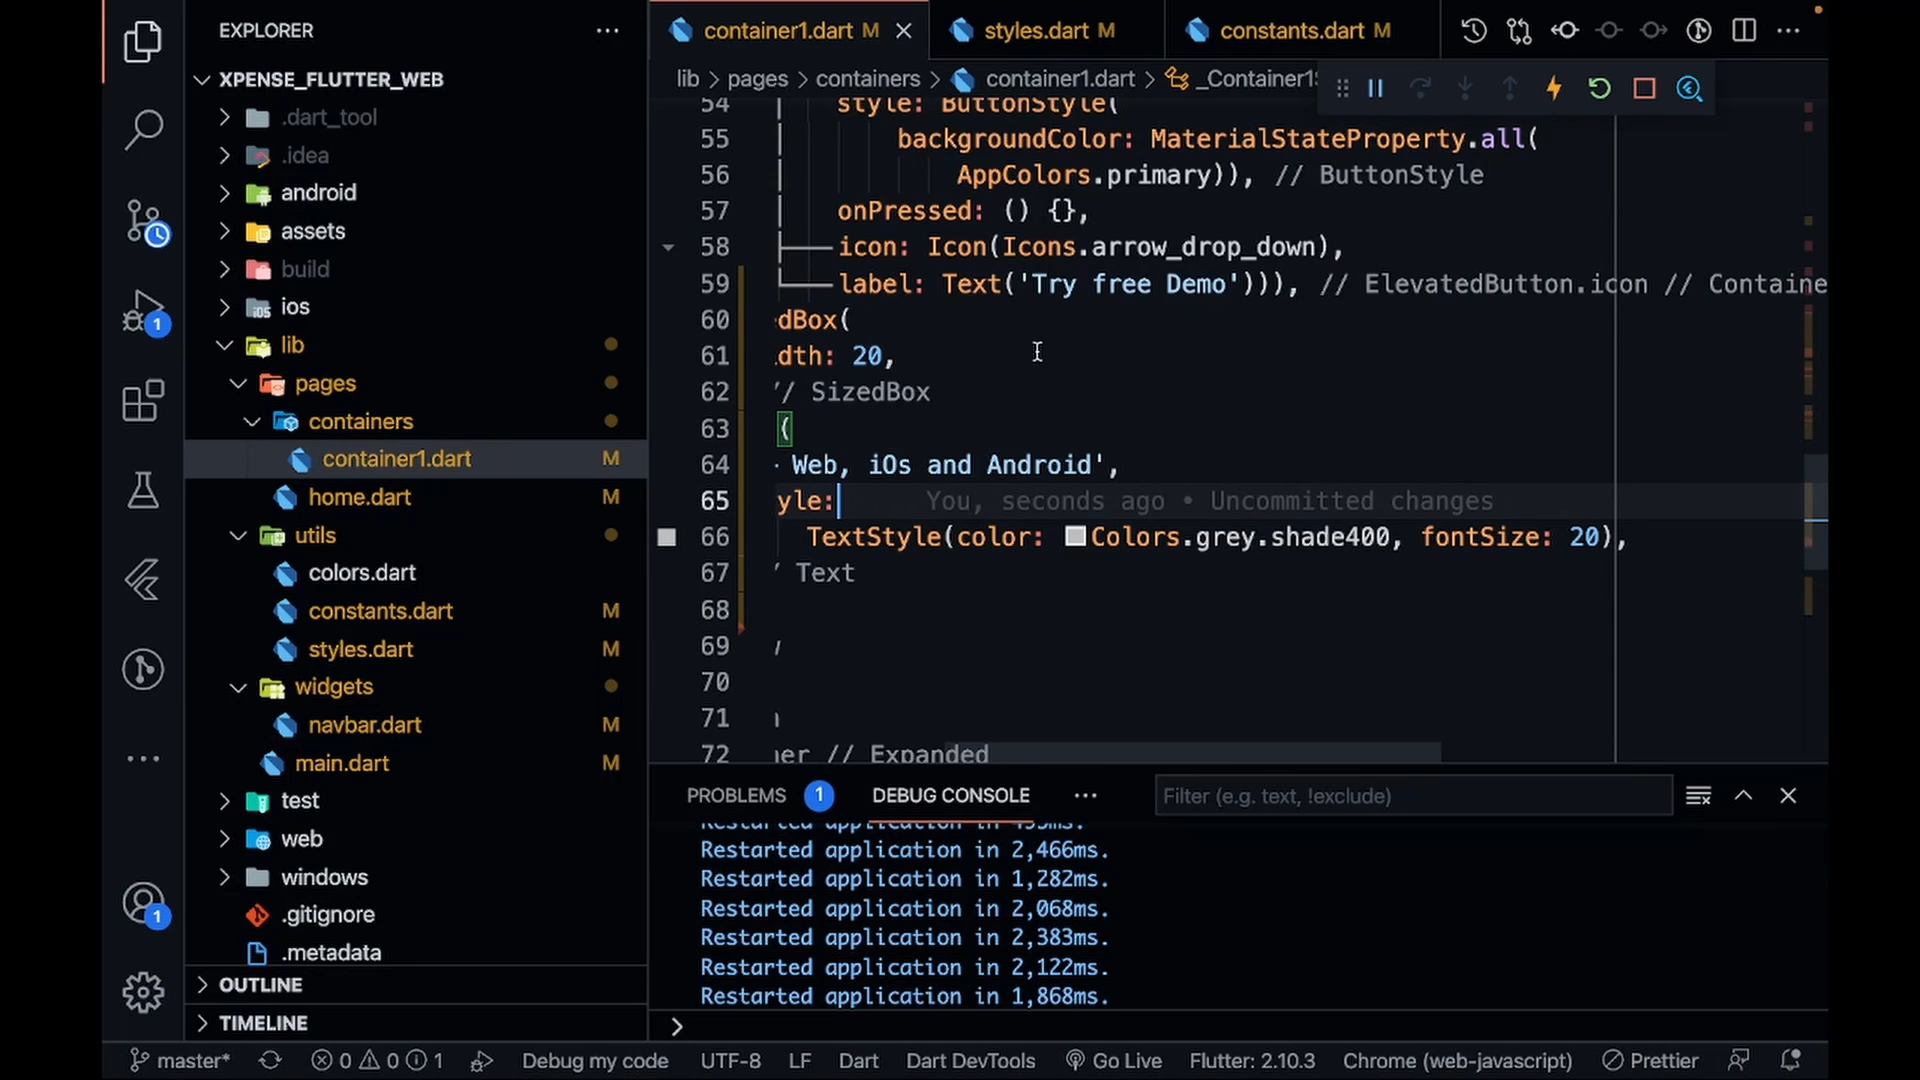 EXPLORER
XPENSE_FLUTTER_WEB
.dart_tool
.idea
android
assets
build
ios
lib
pages
containers
container1.dart M
home.dart M
utils
colors.dart
constants.dart M
styles.dart M
widgets
navbar.dart M
main.dart M
test
web
windows
.gitignore
.metadata
OUTLINE
TIMELINE
1
1
container1.dart M
styles.dart M
constants.dart M
lib > pages > containers > container1.dart > _Container1S
54 style: ButtonStyle(
55 backgroundColor: MaterialStateProperty.all(
56 AppColors.primary)), // ButtonStyle
57 onPressed: () {},
58 icon: Icon(Icons.arrow_drop_down),
59 label: Text('Try free Demo'))), // ElevatedButton.icon // Containe
60 dBox(
61 dth: 20,
62 / SizedBox
63 (
64 - Web, iOs and Android',
65 yle: You, seconds ago • Uncommitted changes
66 TextStyle(color: Colors.grey.shade400, fontSize: 20),
67 / Text
68
69
70
71
72 ner // Expanded
PROBLEMS 1 DEBUG CONSOLE Filter (e.g. text, !exclude)
Restarted application in 495ms.
Restarted application in 2,466ms.
Restarted application in 1,282ms.
Restarted application in 2,068ms.
Restarted application in 2,383ms.
Restarted application in 2,122ms.
Restarted application in 1,868ms.
master* 0 0 1 Debug my code UTF-8 LF Dart Dart DevTools Go Live Flutter: 2.10.3 Chrome (web-javascript) Prettier